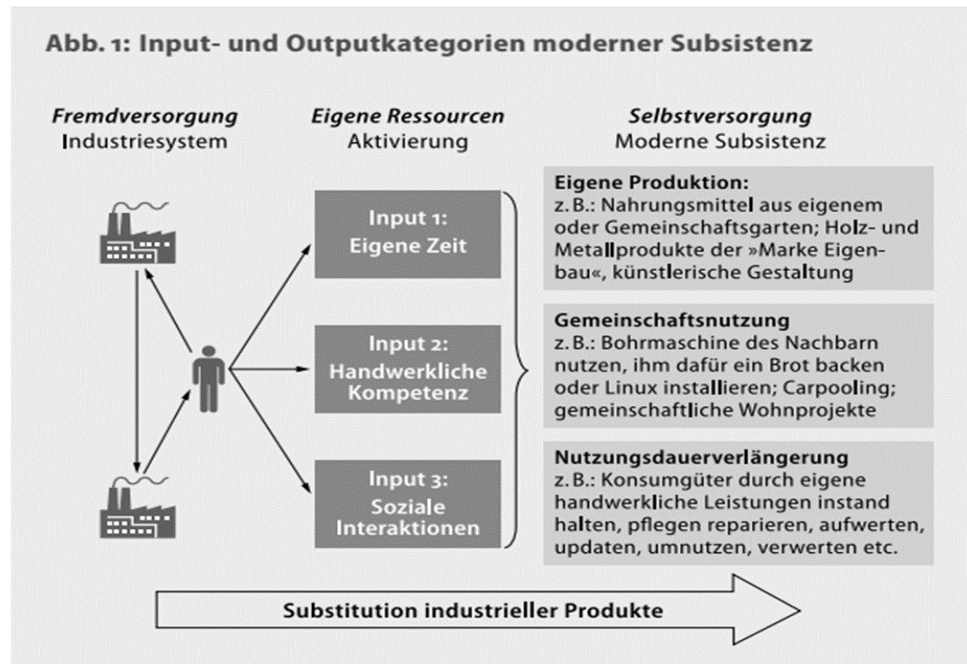 Abb. 1: Input- und Outputkategorien moderner Subsistenz
Fremdversorgung
Industriesystem
Eigene Ressourcen
Aktivierung
Selbstversorgung
Moderne Subsistenz
Input 1:
Eigene Zeit
Input 2:
Handwerkliche
Kompetenz
Input 3:
Soziale
Interaktionen
Eigene Produktion:
z. B.: Nahrungsmittel aus eigenem
oder Gemeinschaftsgarten; Holz- und
Metallprodukte der »Marke Eigen-
bau«, künstlerische Gestaltung
Gemeinschaftsnutzung
z. B.: Bohrmaschine des Nachbarn
nutzen, ihm dafür ein Brot backen
oder Linux installieren; Carpooling;
gemeinschaftliche Wohnprojekte
Nutzungsdauerverlängerung
z. B.: Konsumgüter durch eigene
handwerkliche Leistungen instand
halten, pflegen reparieren, aufwerten,
updaten, umnutzen, verwerten etc.
Substitution industrieller Produkte